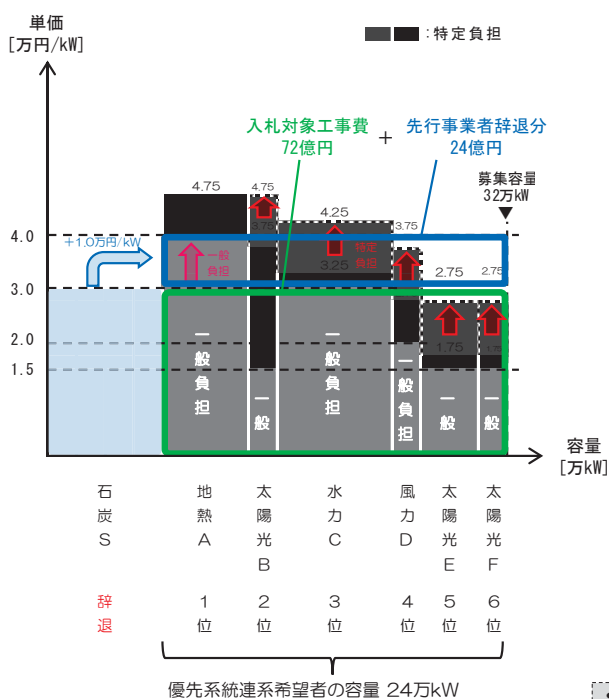 単価
[万円/kW]
：特定負担
入札対象工事費
72億円
+
先行事業者辞退分
24億円
募集容量
32万kW
4.75
4.75
4.25
3.75
3.75
3.25
2.75
2.75
1.75
1.75
4.0
3.0
2.0
1.5
＋1.0万円/kW
一般
負担
特定
負担
一般負担
一般
一般負担
一般負担
一般
一般
容量
[万kW]
石炭S
地熱A
太陽光B
水力C
風力D
太陽光E
太陽光F
辞退
1位
2位
3位
4位
5位
6位
優先系統連系希望者の容量 24万kW